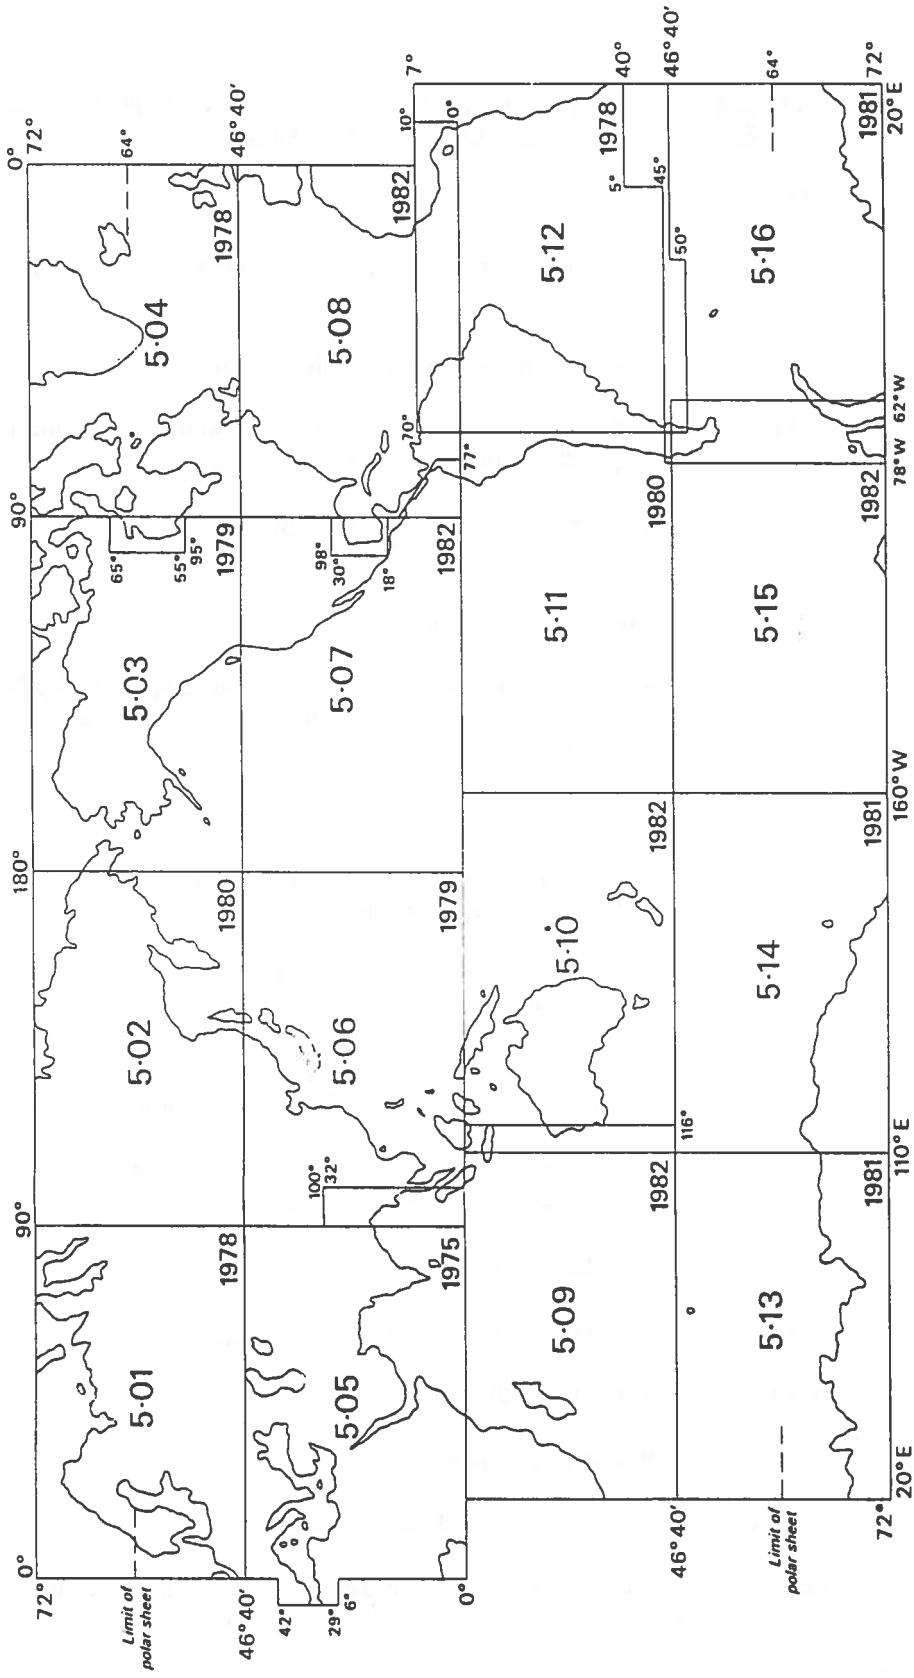 0° 90° 180° 90° 0°
72° 72°
Limit of
polar sheet
64°
5·01 5·02 5·03 5·04
65°
55°
95°
1978 1980 1979 1978
46°40' 46°40'
42°
29°
6°
5·05 5·06 5·07 5·08
100°
32°
98°
30°
18°
1975 1979 1982 1982
0°
7°
10°
0°
70°
77°
5·09 5·10 5·11 5·12
116°
5°
40°
45°
50°
1982 1982 1980 1978
46°40' 46°40'
Limit of
polar sheet
64°
5·13 5·14 5·15 5·16
1981 1981 1982 1981
72° 72°
20°E 110°E 160°W 78°W 62°W 20°E